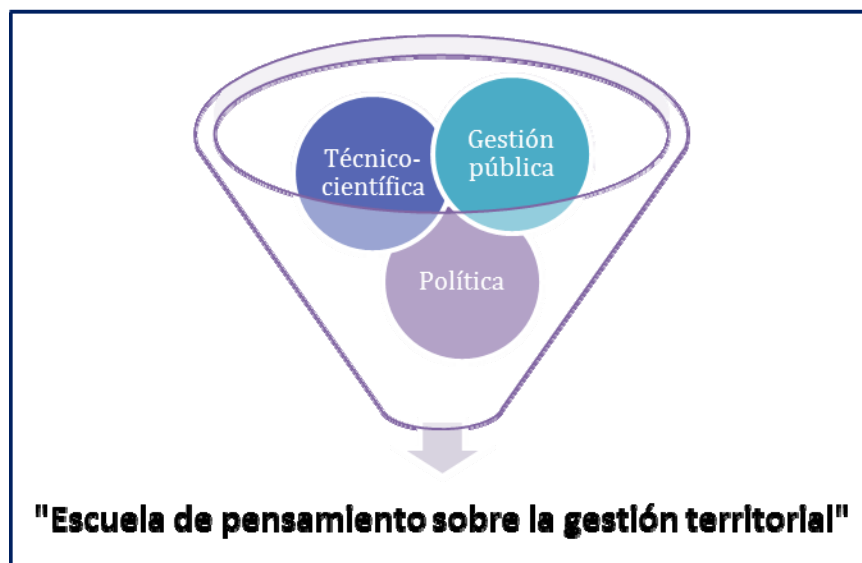 Técnico-
científica
Gestión
pública
Política
"Escuela de pensamiento sobre la gestión territorial"